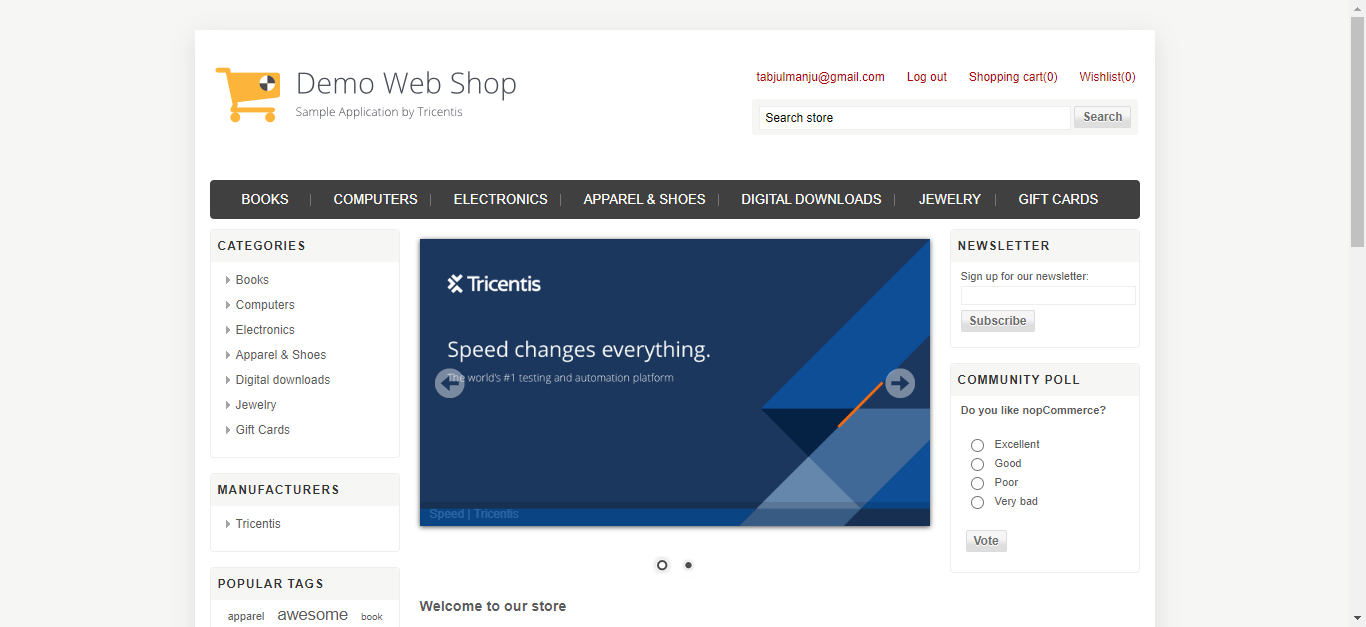 Demo Web Shop
Sample Application by Tricentis
tabjulmanju@gmail.com Log out Shopping cart(0) Wishlist(0)
Search store Search
BOOKS COMPUTERS ELECTRONICS APPAREL & SHOES DIGITAL DOWNLOADS JEWELRY GIFT CARDS
CATEGORIES
Books
Computers
Electronics
Apparel & Shoes
Digital downloads
Jewelry
Gift Cards
MANUFACTURERS
Tricentis
POPULAR TAGS
apparel awesome book
Tricentis
Speed changes everything.
The world's #1 testing and automation platform
Speed | Tricentis
Welcome to our store
NEWSLETTER
Sign up for our newsletter:
Subscribe
COMMUNITY POLL
Do you like nopCommerce?
Excellent
Good
Poor
Very bad
Vote